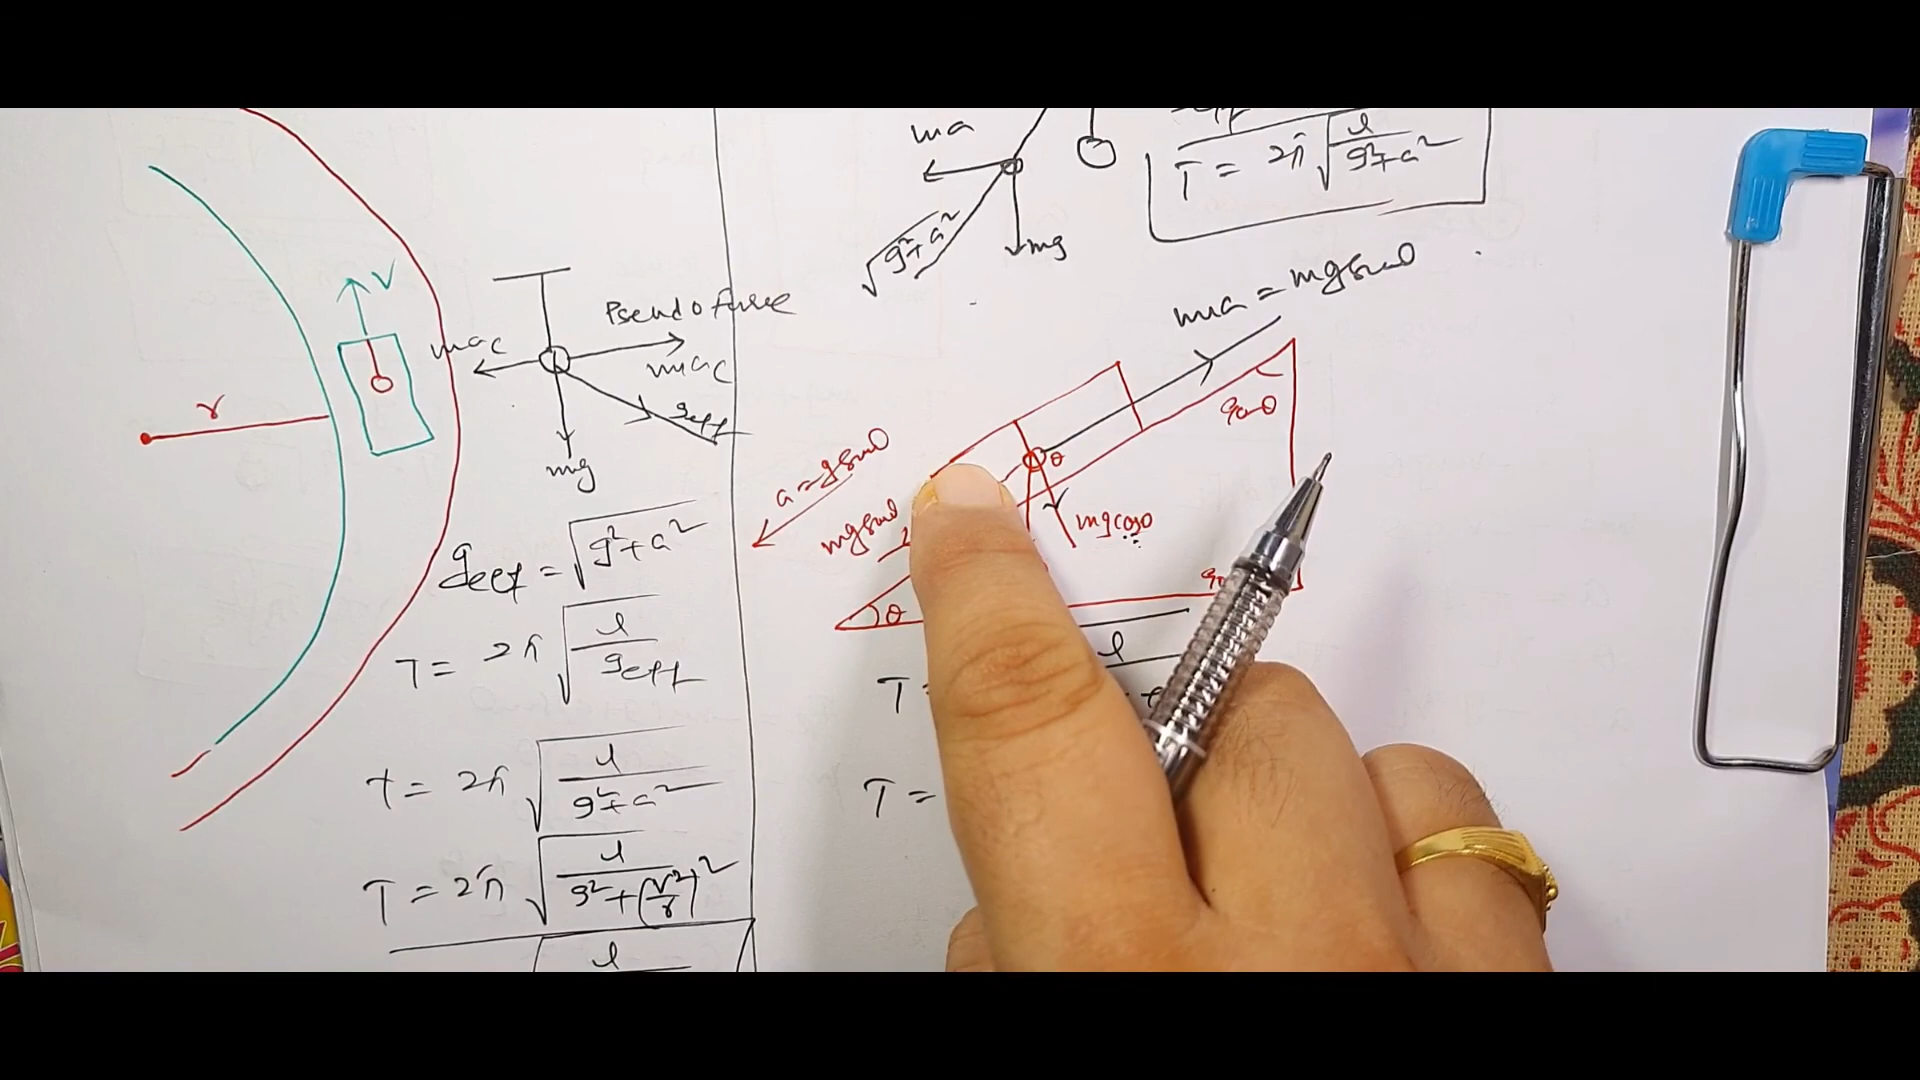 r
V
mac
Pseudo force
mac
geff
mg
geff = √g²+a²
T = 2π √l/geff
t = 2π √l/g²+a²
T = 2π √l/g²+(v²/r)²
l
ma
√g²+a²
mg
T = 2π √l/g²+a²
ma = mg sinθ
90-θ
θ
a = g sinθ
mg sinθ
mg cosθ
θ
l
T =
T =